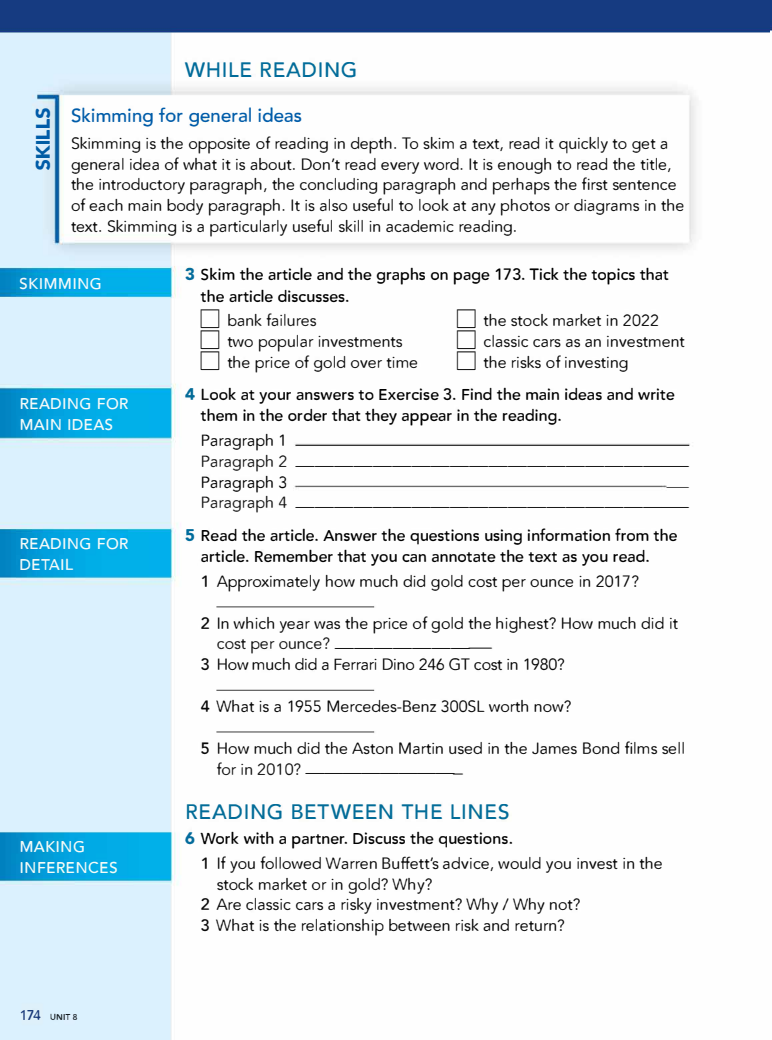 WHILE READING
SKILLS
Skimming for general ideas
Skimming is the opposite of reading in depth. To skim a text, read it quickly to get a
general idea of what it is about. Don't read every word. It is enough to read the title,
the introductory paragraph, the concluding paragraph and perhaps the first sentence
of each main body paragraph. It is also useful to look at any photos or diagrams in the
text. Skimming is a particularly useful skill in academic reading.
SKIMMING
3 Skim the article and the graphs on page 173. Tick the topics that
the article discusses.
bank failures
the stock market in 2022
two popular investments
classic cars as an investment
the price of gold over time
the risks of investing
READING FOR
MAIN IDEAS
4 Look at your answers to Exercise 3. Find the main ideas and write
them in the order that they appear in the reading.
Paragraph 1
Paragraph 2
Paragraph 3
Paragraph 4
READING FOR
DETAIL
5 Read the article. Answer the questions using information from the
article. Remember that you can annotate the text as you read.
1 Approximately how much did gold cost per ounce in 2017?
2 In which year was the price of gold the highest? How much did it
cost per ounce?
3 How much did a Ferrari Dino 246 GT cost in 1980?
4 What is a 1955 Mercedes-Benz 300SL worth now?
5 How much did the Aston Martin used in the James Bond films sell
for in 2010?
READING BETWEEN THE LINES
MAKING
INFERENCES
6 Work with a partner. Discuss the questions.
1 If you followed Warren Buffett's advice, would you invest in the
stock market or in gold? Why?
2 Are classic cars a risky investment? Why / Why not?
3 What is the relationship between risk and return?
174 UNIT 8